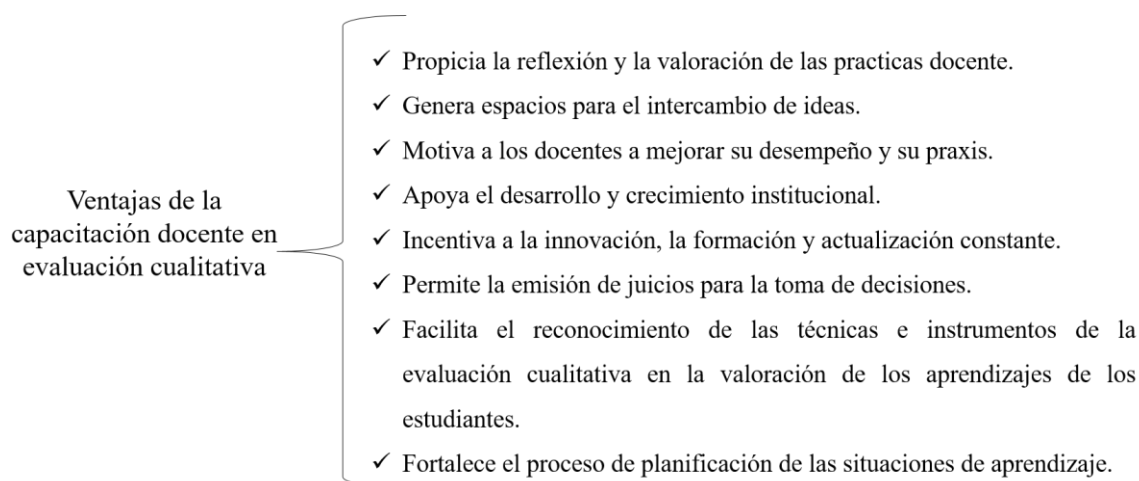 Ventajas de la
capacitación docente en
evaluación cualitativa
✓ Propicia la reflexión y la valoración de las practicas docente.
✓ Genera espacios para el intercambio de ideas.
✓ Motiva a los docentes a mejorar su desempeño y su praxis.
✓ Apoya el desarrollo y crecimiento institucional.
✓ Incentiva a la innovación, la formación y actualización constante.
✓ Permite la emisión de juicios para la toma de decisiones.
✓ Facilita el reconocimiento de las técnicas e instrumentos de la
evaluación cualitativa en la valoración de los aprendizajes de los
estudiantes.
✓ Fortalece el proceso de planificación de las situaciones de aprendizaje.